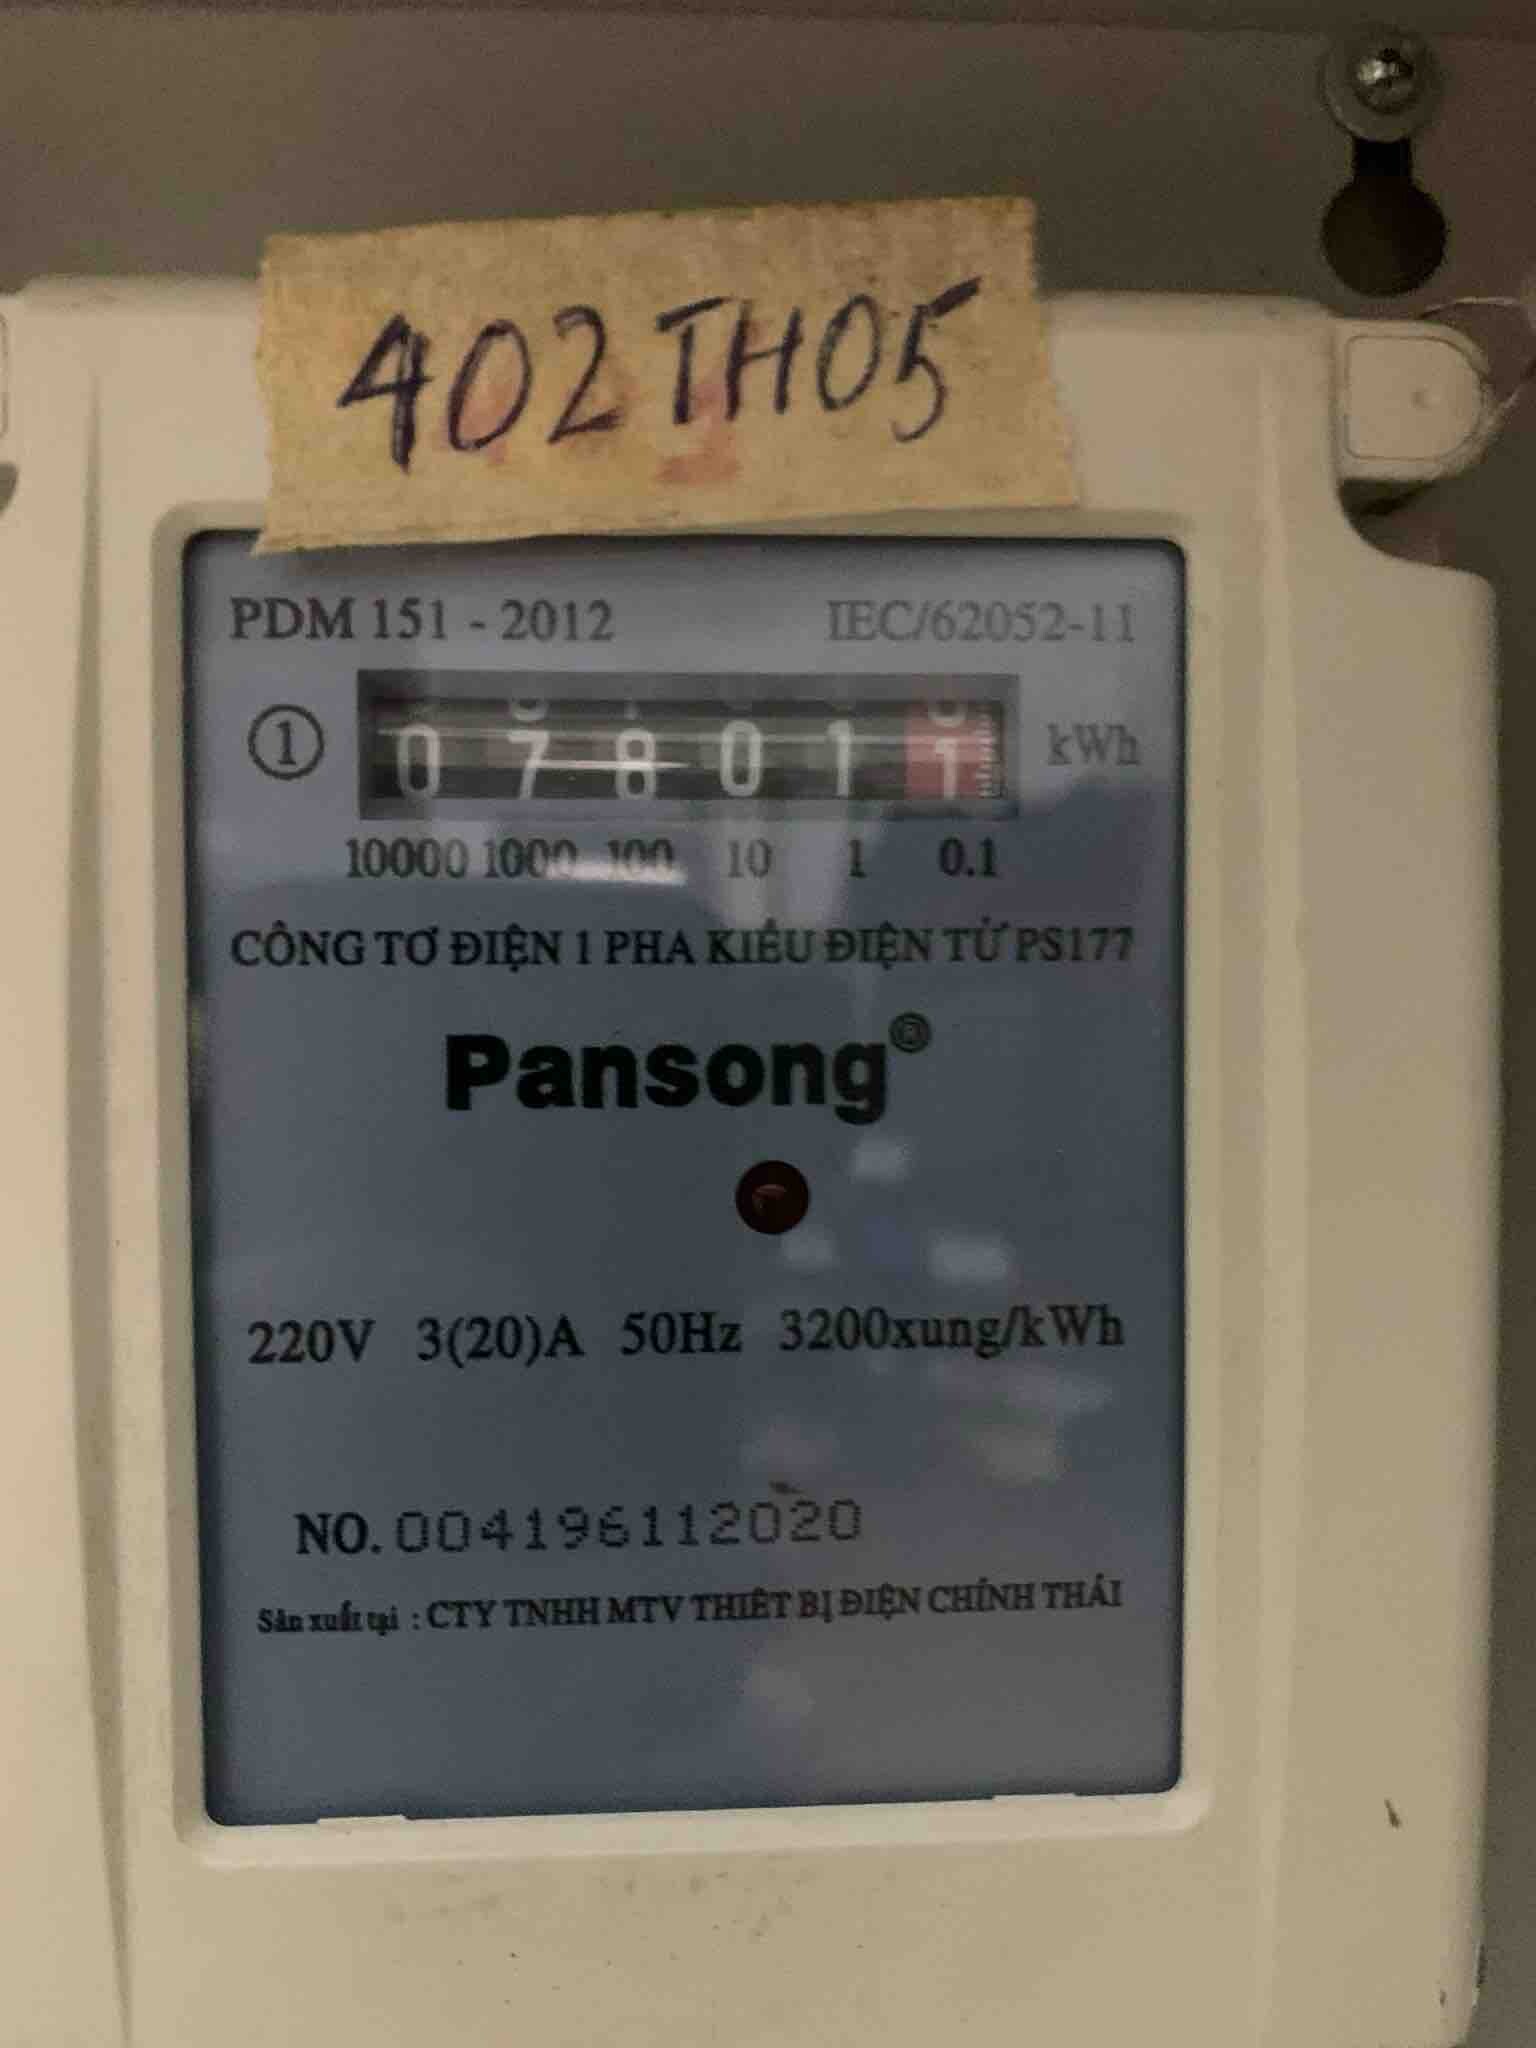 402TH05
PDM 151 - 2012 IEC/62052-11
① 078011 kWh
10000 1000 100 10 1 0.1
CÔNG TƠ ĐIỆN 1 PHA KIỂU ĐIỆN TỬ PS177
Pansong®
220V 3(20)A 50Hz 3200xung/kWh
NO. 004196112020
Sản xuất tại : CTY TNHH MTV THIẾT BỊ ĐIỆN CHÍNH THÁI